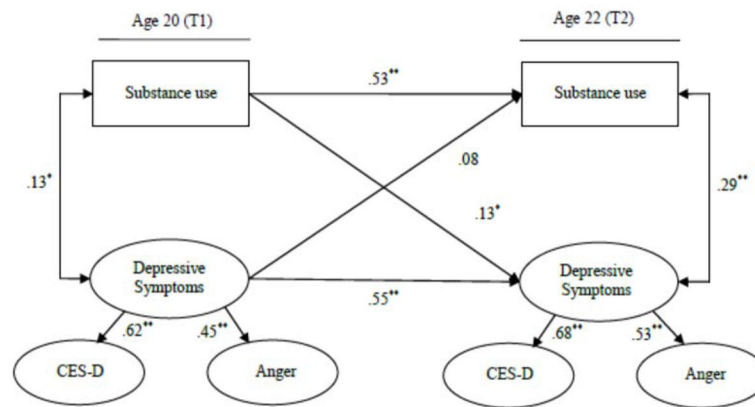 Age 20 (T1)
Age 22 (T2)
Substance use
.53**
Substance use
.08
.13*
.29**
.13*
Depressive
Symptoms
.55**
Depressive
Symptoms
.62**
.45**
.68**
.53**
CES-D
Anger
CES-D
Anger